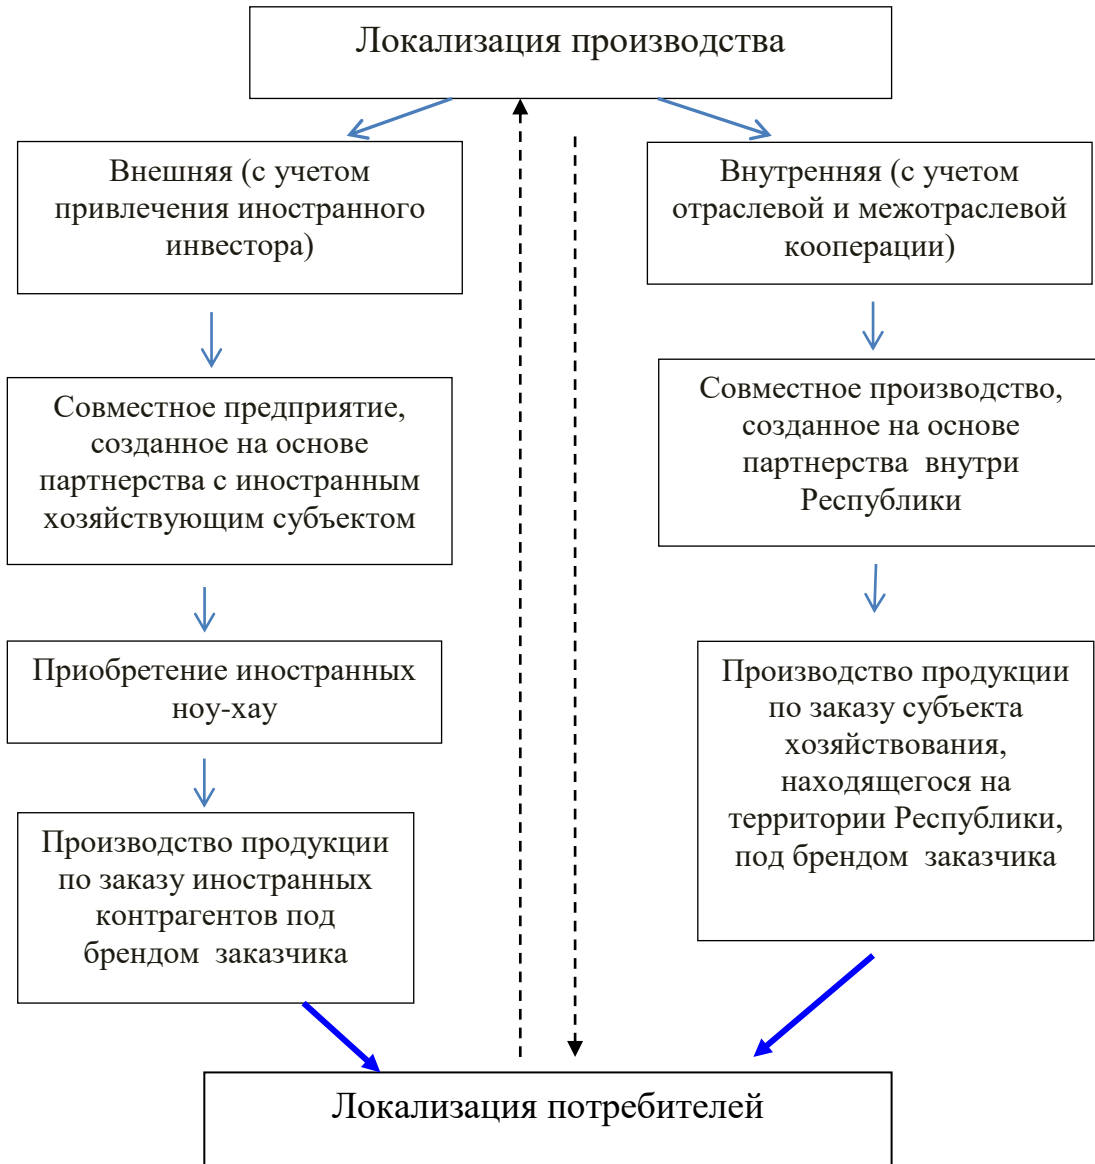 Локализация производства
Внешняя (с учетом
привлечения иностранного
инвестора)
Внутренняя (с учетом
отраслевой и межотраслевой
кооперации)
Совместное предприятие,
созданное на основе
партнерства с иностранным
хозяйствующим субъектом
Совместное производство,
созданное на основе
партнерства внутри
Республики
Приобретение иностранных
ноу-хау
Производство продукции
по заказу субъекта
хозяйствования,
находящегося на
территории Республики,
под брендом заказчика
Производство продукции
по заказу иностранных
контрагентов под
брендом заказчика
Локализация потребителей